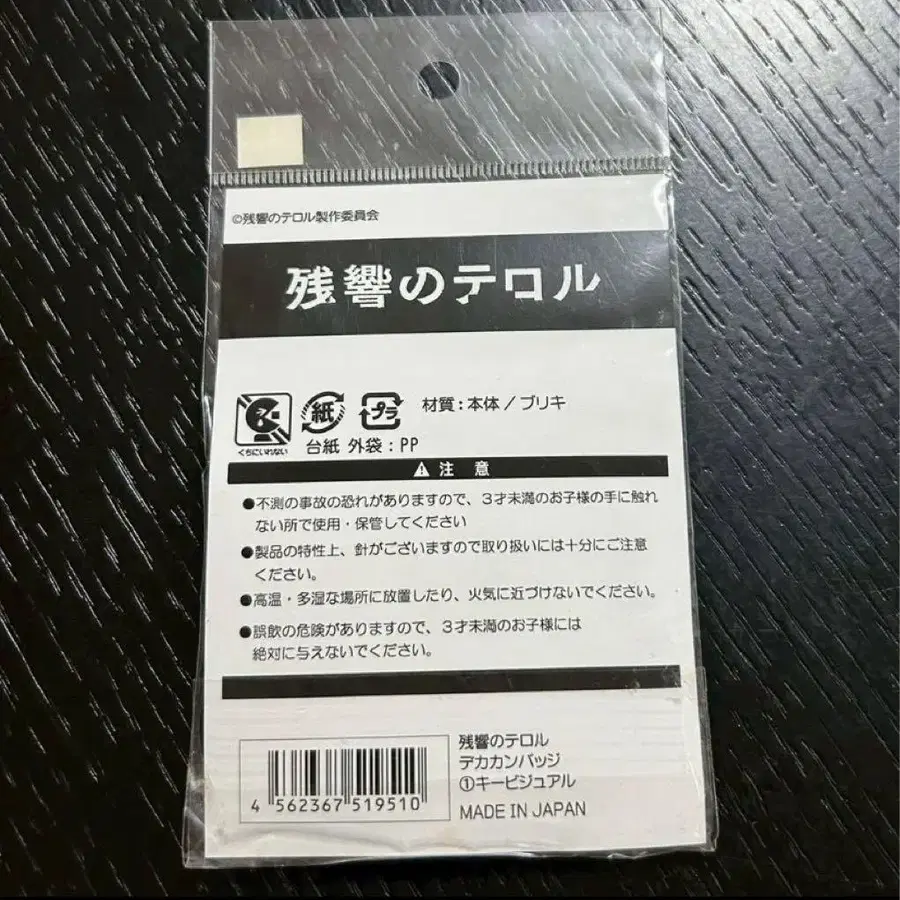 ©残響のテロル製作委員会
残響のテロル
紙 プラ 材質:本体/ブリキ
くちにいれない 台紙 外袋:PP
注 意
●不測の事故の恐れがありますので、3才未満のお子様の手に触れ
ない所で使用・保管してください
●製品の特性上、針がございますので取り扱いには十分にご注意
ください。
●高温・多湿な場所に放置したり、火気に近づけないでください。
●誤飲の危険がありますので、3才未満のお子様には
絶対に与えないでください。
残響のテロル
デカカンバッジ
①キービジュアル
MADE IN JAPAN
4 562367 519510